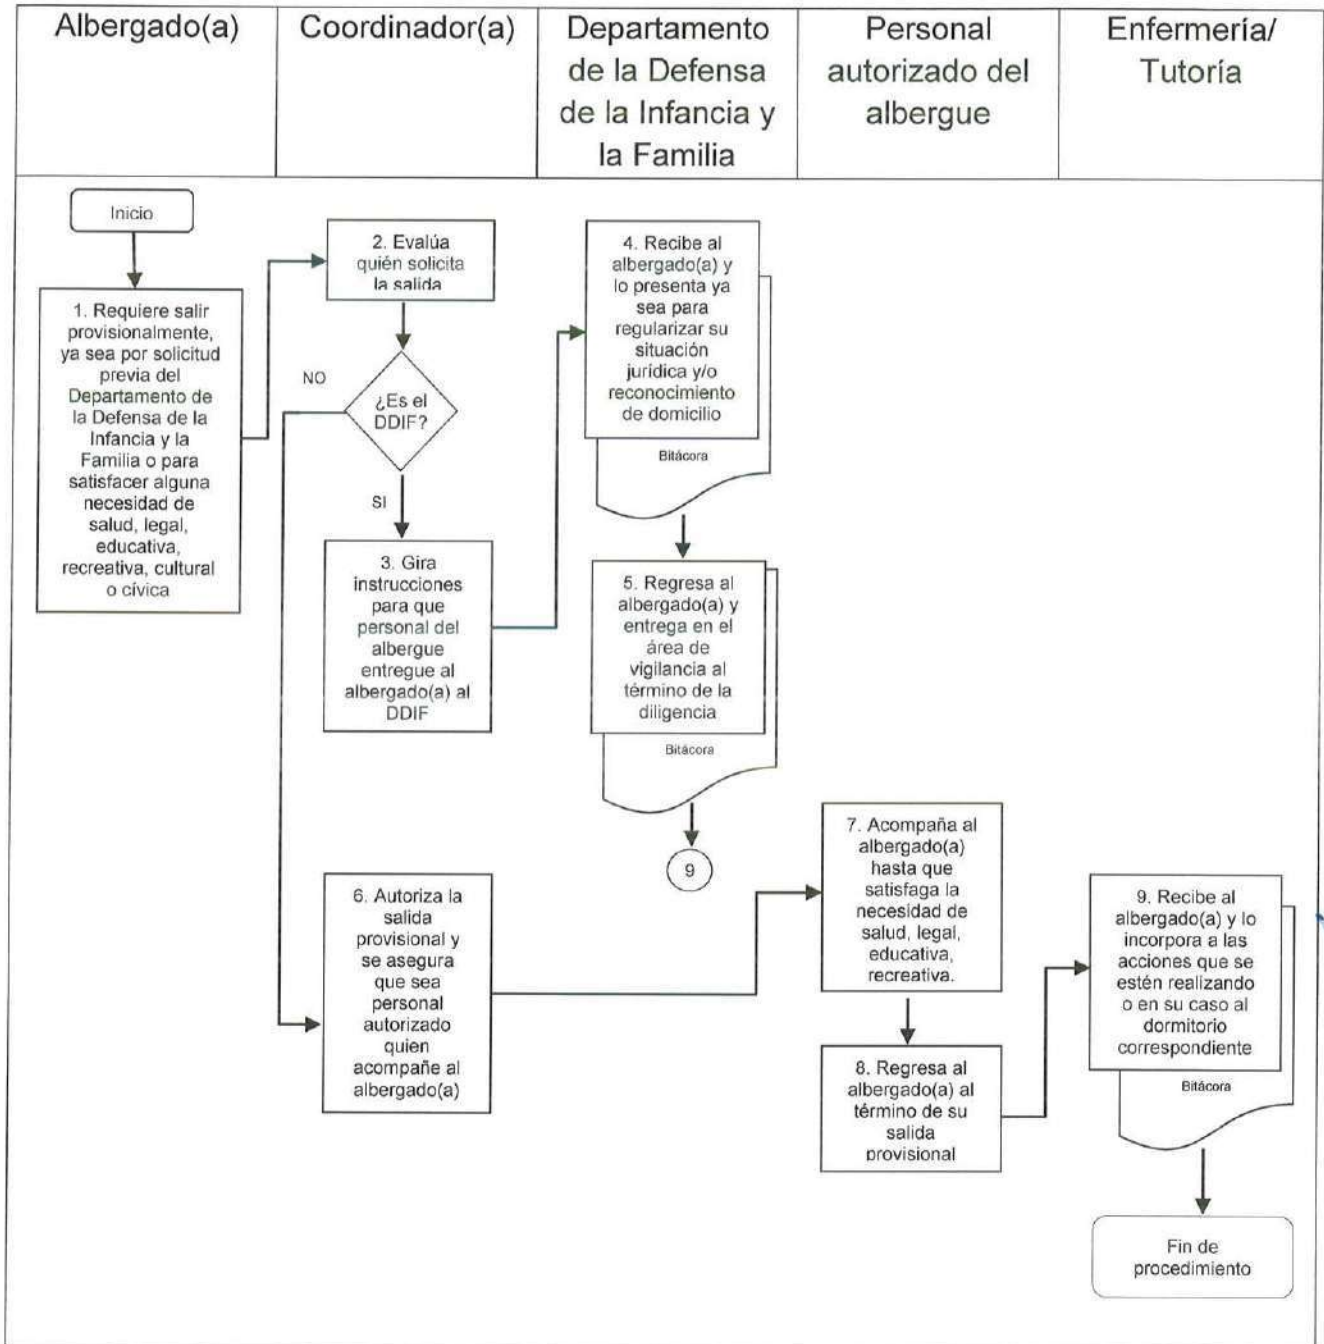 Albergado(a)
Coordinador(a)
Departamento
de la Defensa
de la Infancia y
la Familia
Personal
autorizado del
albergue
Enfermería/
Tutoría
Inicio
1. Requiere salir
provisionalmente,
ya sea por solicitud
previa del
Departamento de
la Defensa de la
Infancia y la
Familia o para
satisfacer alguna
necesidad de
salud, legal,
educativa,
recreativa, cultural
o cívica
2. Evalúa
quién solicita
la salida
¿Es el
DDIF?
NO
SI
3. Gira
instrucciones
para que
personal del
albergue
entregue al
albergado(a) al
DDIF
4. Recibe al
albergado(a) y
lo presenta ya
sea para
regularizar su
situación
jurídica y/o
reconocimiento
de domicilio
Bitácora
5. Regresa al
albergado(a) y
entrega en el
área de
vigilancia al
término de la
diligencia
Bitácora
9
6. Autoriza la
salida
provisional y
se asegura
que sea
personal
autorizado
quien
acompañe al
albergado(a)
7. Acompaña al
albergado(a)
hasta que
satisfaga la
necesidad de
salud, legal,
educativa,
recreativa.
8. Regresa al
albergado(a) al
término de su
salida
provisional
9. Recibe al
albergado(a) y lo
incorpora a las
acciones que se
estén realizando
o en su caso al
dormitorio
correspondiente
Bitácora
Fin de
procedimiento